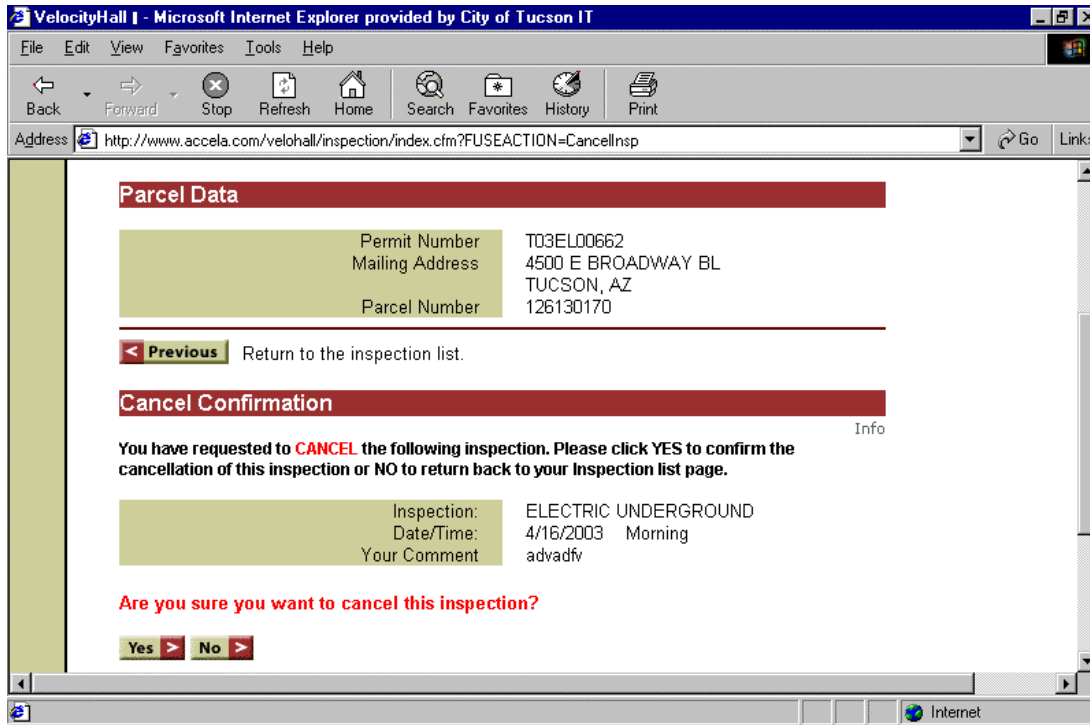 VelocityHall | - Microsoft Internet Explorer provided by City of Tucson IT
File Edit View Favorites Tools Help
Back Forward Stop Refresh Home Search Favorites History Print
Address http://www.accela.com/velohall/inspection/index.cfm?FUSEACTION=CancelInsp Go Links
Parcel Data
Permit Number T03EL00662
Mailing Address 4500 E BROADWAY BL
TUCSON, AZ
Parcel Number 126130170
< Previous Return to the inspection list.
Cancel Confirmation
Info
You have requested to CANCEL the following inspection. Please click YES to confirm the
cancellation of this inspection or NO to return back to your Inspection list page.
Inspection: ELECTRIC UNDERGROUND
Date/Time: 4/16/2003 Morning
Your Comment advadfv
Are you sure you want to cancel this inspection?
Yes > No >
Internet